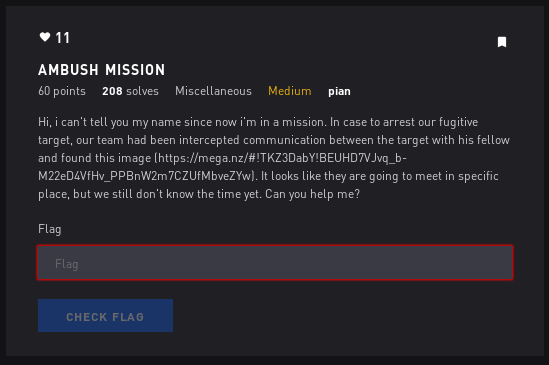 11
AMBUSH MISSION
60 points 208 solves Miscellaneous Medium pian
Hi, i can't tell you my name since now i'm in a mission. In case to arrest our fugitive
target, our team had been intercepted communication between the target with his fellow
and found this image (https://mega.nz/#!TKZ3DabY!BEUHD7VJvq_b-
M22eD4VfHv_PPBnW2m7CZUfMbveZYw). It looks like they are going to meet in specific
place, but we still don't know the time yet. Can you help me?
Flag
Flag
CHECK FLAG